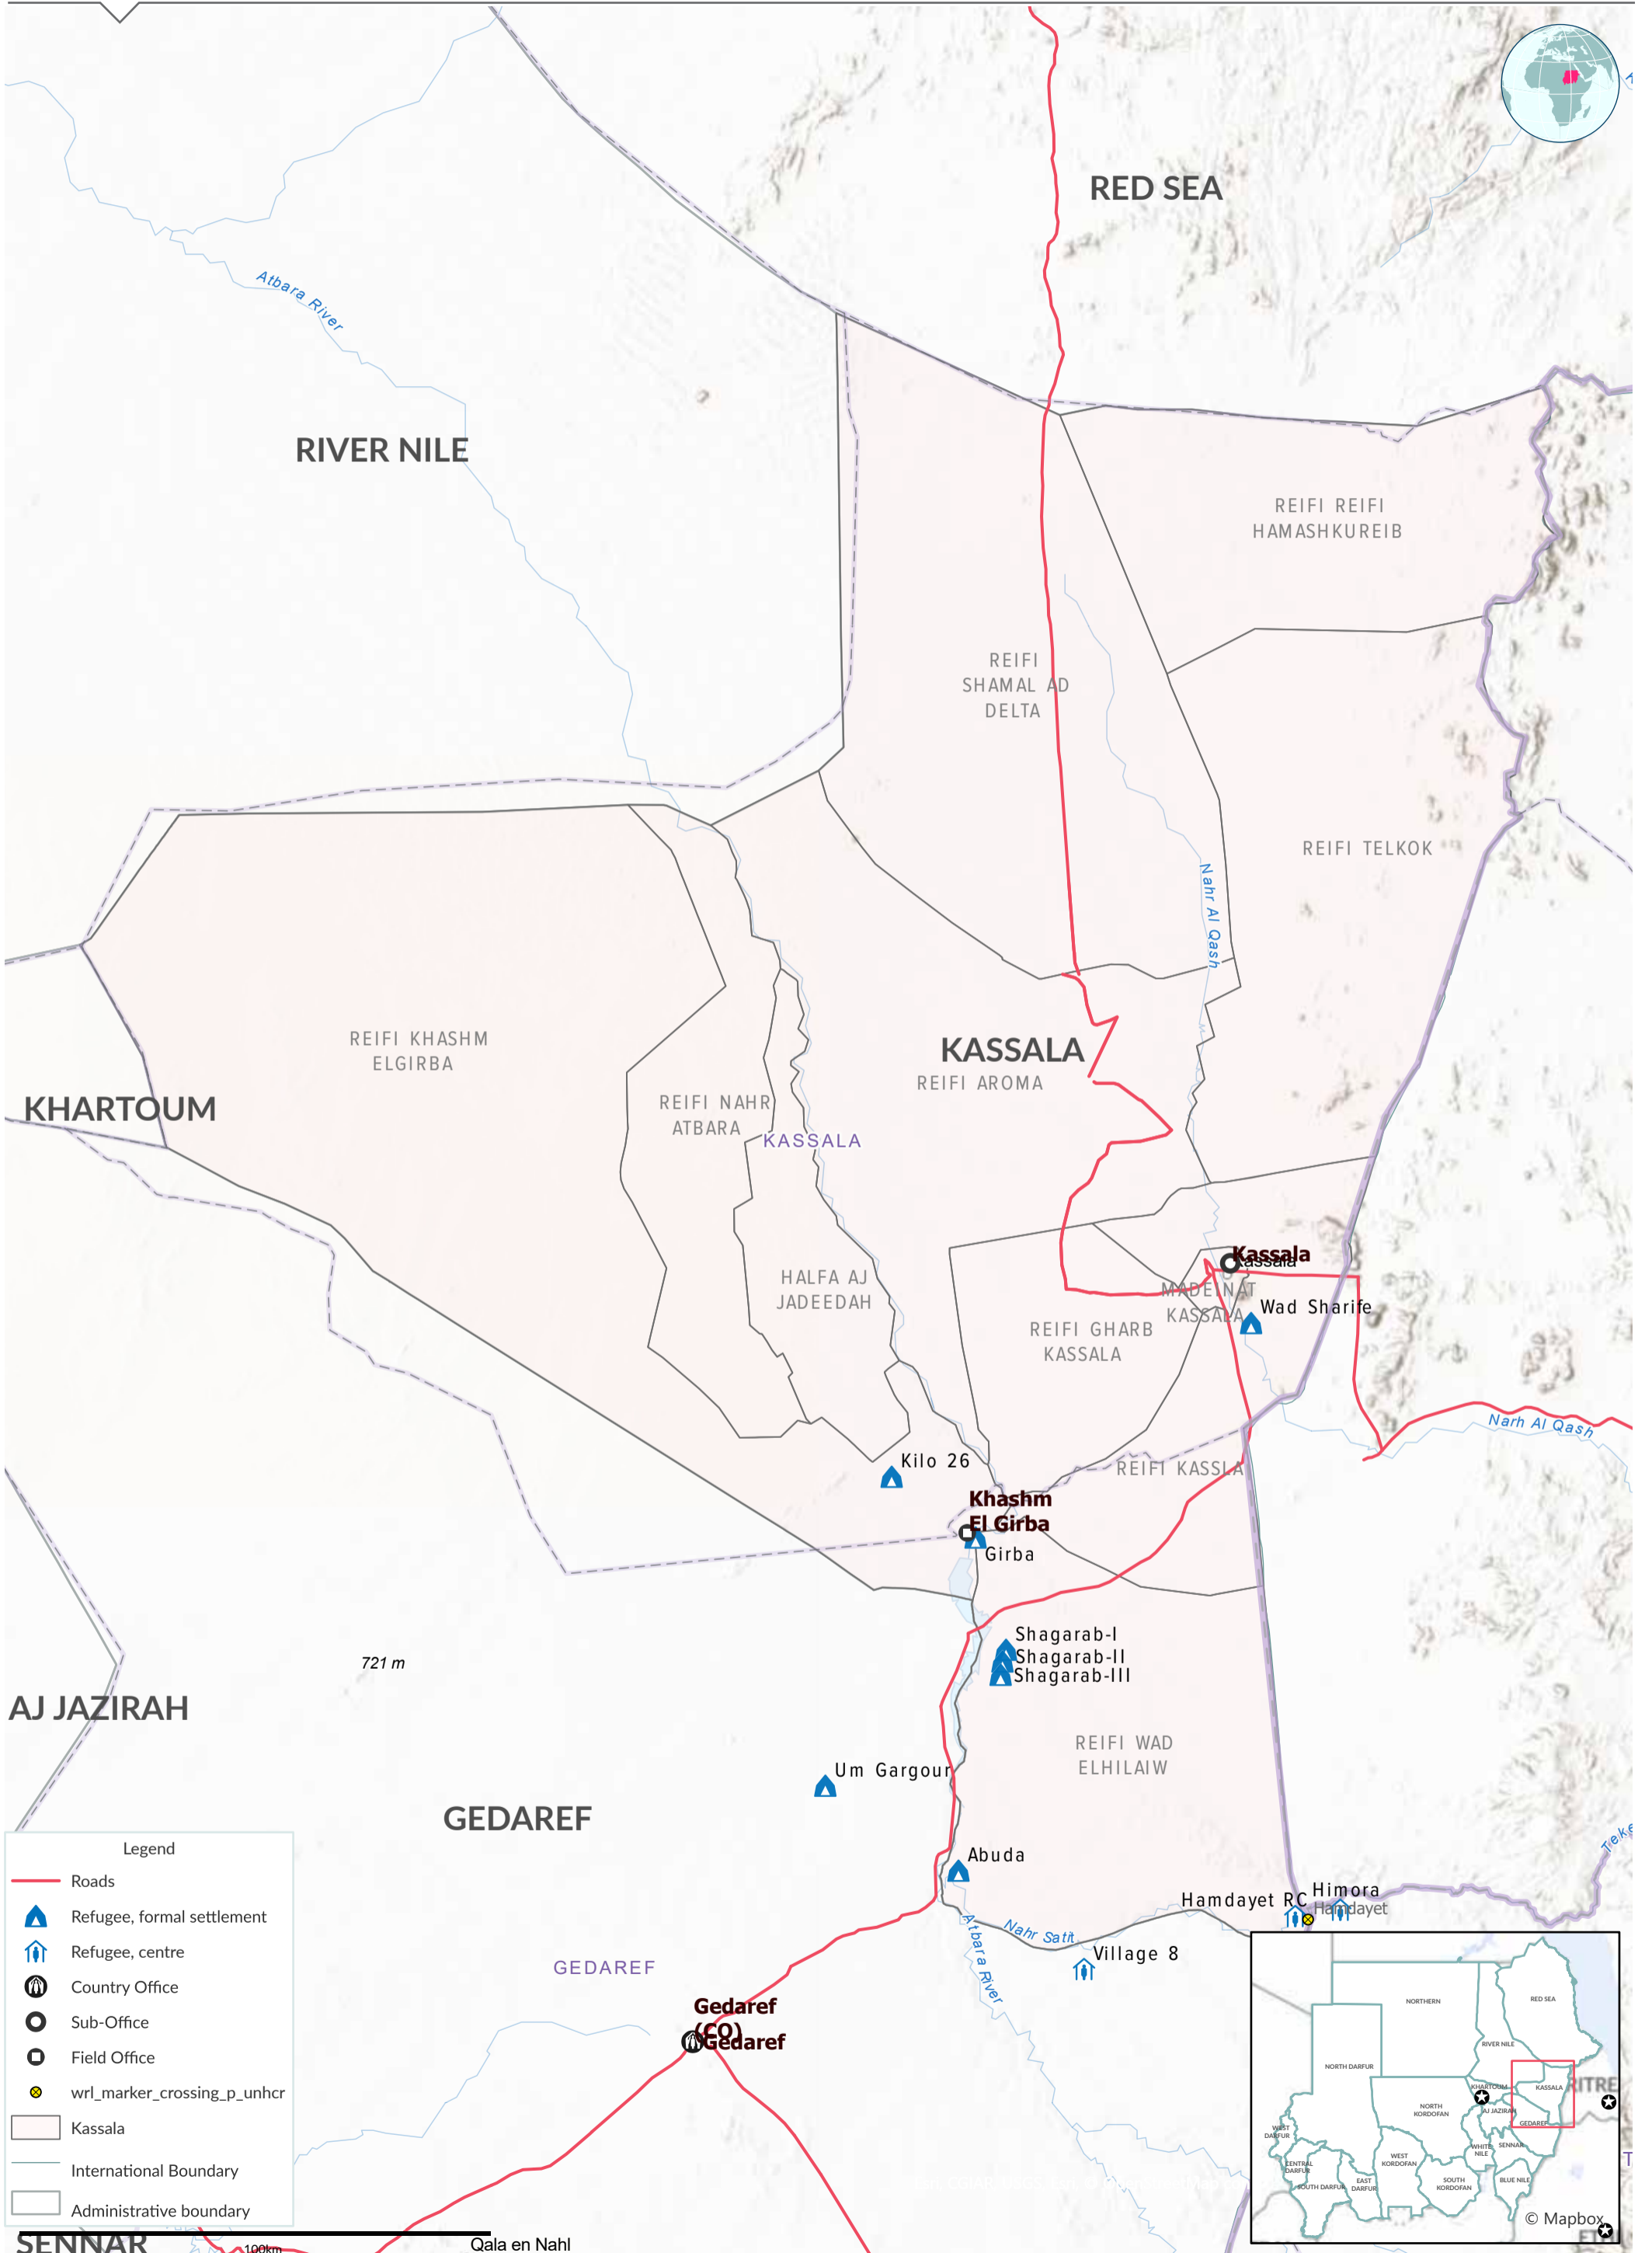 RED SEA
Atbara River
RIVER NILE
REIFI REIFI
HAMASHKUREIB
REIFI
SHAMAL AD
DELTA
REIFI TELKOK
Nahr Al Qash
REIFI KHASHM
ELGIRBA
KASSALA
REIFI AROMA
REIFI NAHR
ATBARA
KHARTOUM
KASSALA
Kassala
Kassala
HALFA AJ
JADEEDAH
MADEINAT
KASSALA
Wad Sharife
REIFI GHARB
KASSALA
Narh Al Qash
Kilo 26
REIFI KASSLA
Khashm
El Girba
Girba
Shagarab-I
Shagarab-II
Shagarab-III
721 m
AJ JAZIRAH
REIFI WAD
ELHILAIW
Um Gargour
GEDAREF
Abuda
Hamdayet RC
Himora
Hamdayet
Nahr Satit
Atbara River
Village 8
GEDAREF
Gedaref
(CO)
Gedaref
Legend
Roads
Refugee, formal settlement
Refugee, centre
Country Office
Sub-Office
Field Office
wrl_marker_crossing_p_unhcr
Kassala
International Boundary
Administrative boundary
SENNAR
100km
Qala en Nahl
NORTHERN
RED SEA
RIVER NILE
NORTH DARFUR
KHARTOUM
KASSALA
RITRE
NORTH
KORDOFAN
AJ JAZIRAH
GEDAREF
WEST
DARFUR
WHITE
NILE
SENNAR
CENTRAL
DARFUR
WEST
KORDOFAN
SOUTH DARFUR
EAST
DARFUR
SOUTH
KORDOFAN
BLUE NILE
© Mapbox